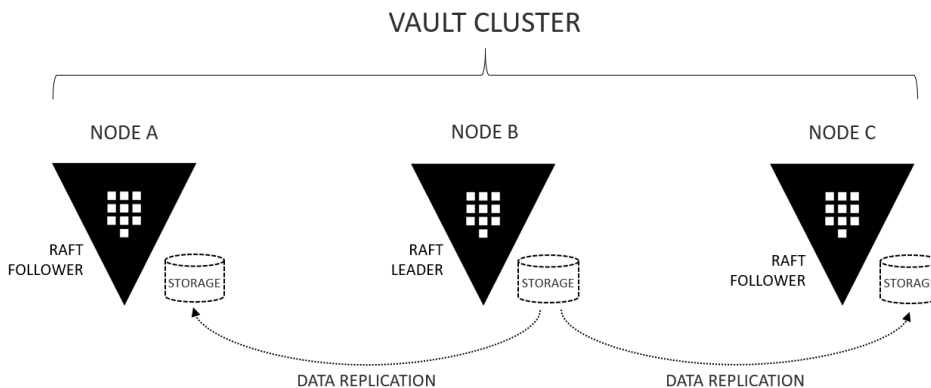 VAULT CLUSTER
NODE A
NODE B
NODE C
RAFT
FOLLOWER
STORAGE
RAFT
LEADER
STORAGE
RAFT
FOLLOWER
STORAGE
DATA REPLICATION
DATA REPLICATION